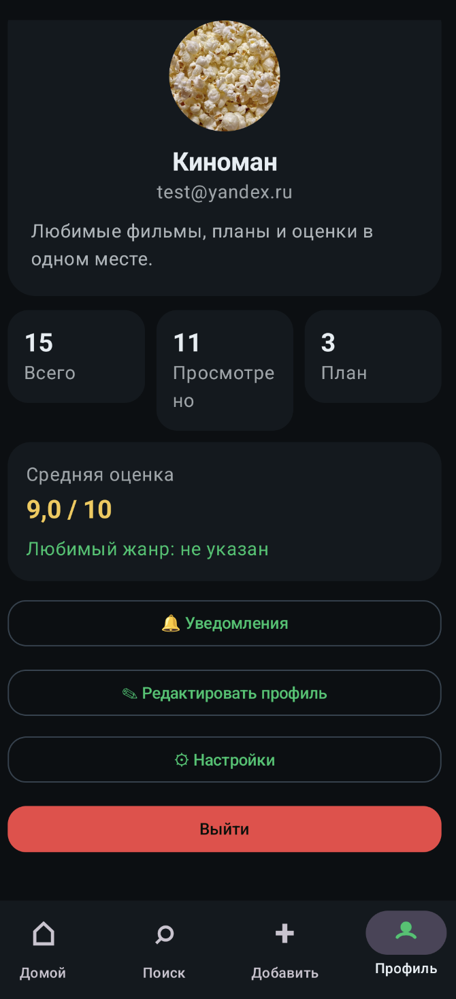 Киноман
test@yandex.ru
Любимые фильмы, планы и оценки в
одном месте.
15
Всего
11
Просмотре
но
3
План
Средняя оценка
9,0 / 10
Любимый жанр: не указан
🔔 Уведомления
✎ Редактировать профиль
⚙ Настройки
Выйти
Домой
Поиск
Добавить
Профиль